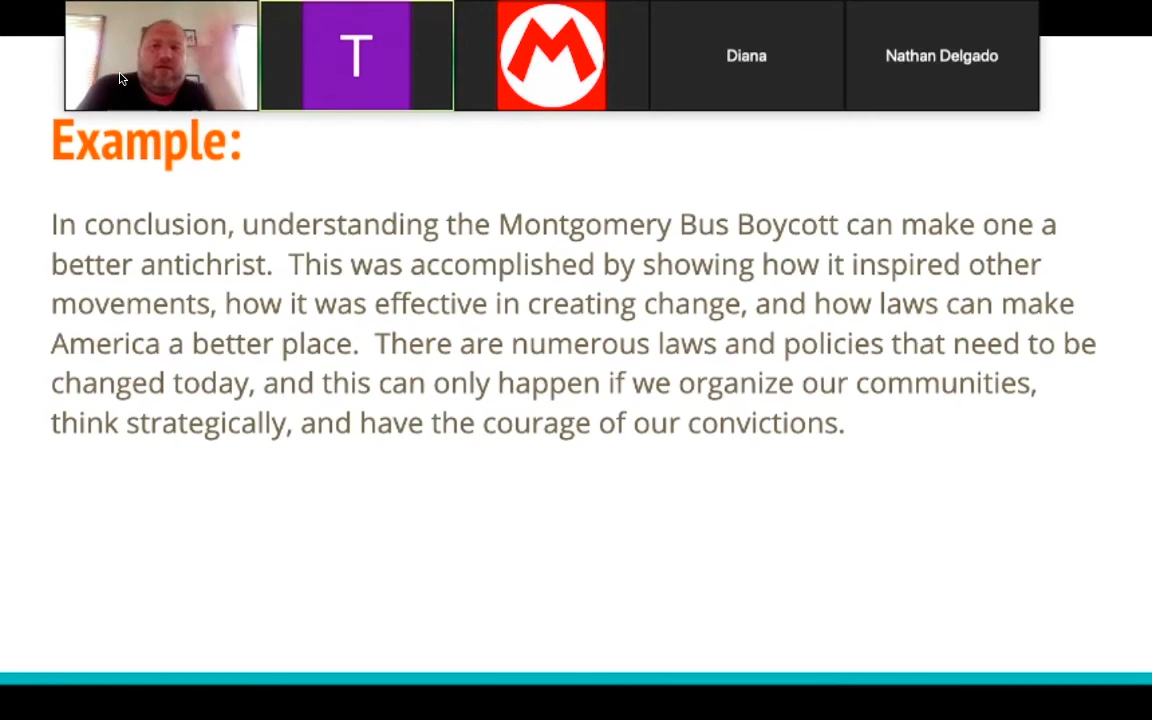 T
M
Diana
Nathan Delgado
Example:
In conclusion, understanding the Montgomery Bus Boycott can make one a
better antichrist.  This was accomplished by showing how it inspired other
movements, how it was effective in creating change, and how laws can make
America a better place.  There are numerous laws and policies that need to be
changed today, and this can only happen if we organize our communities,
think strategically, and have the courage of our convictions.